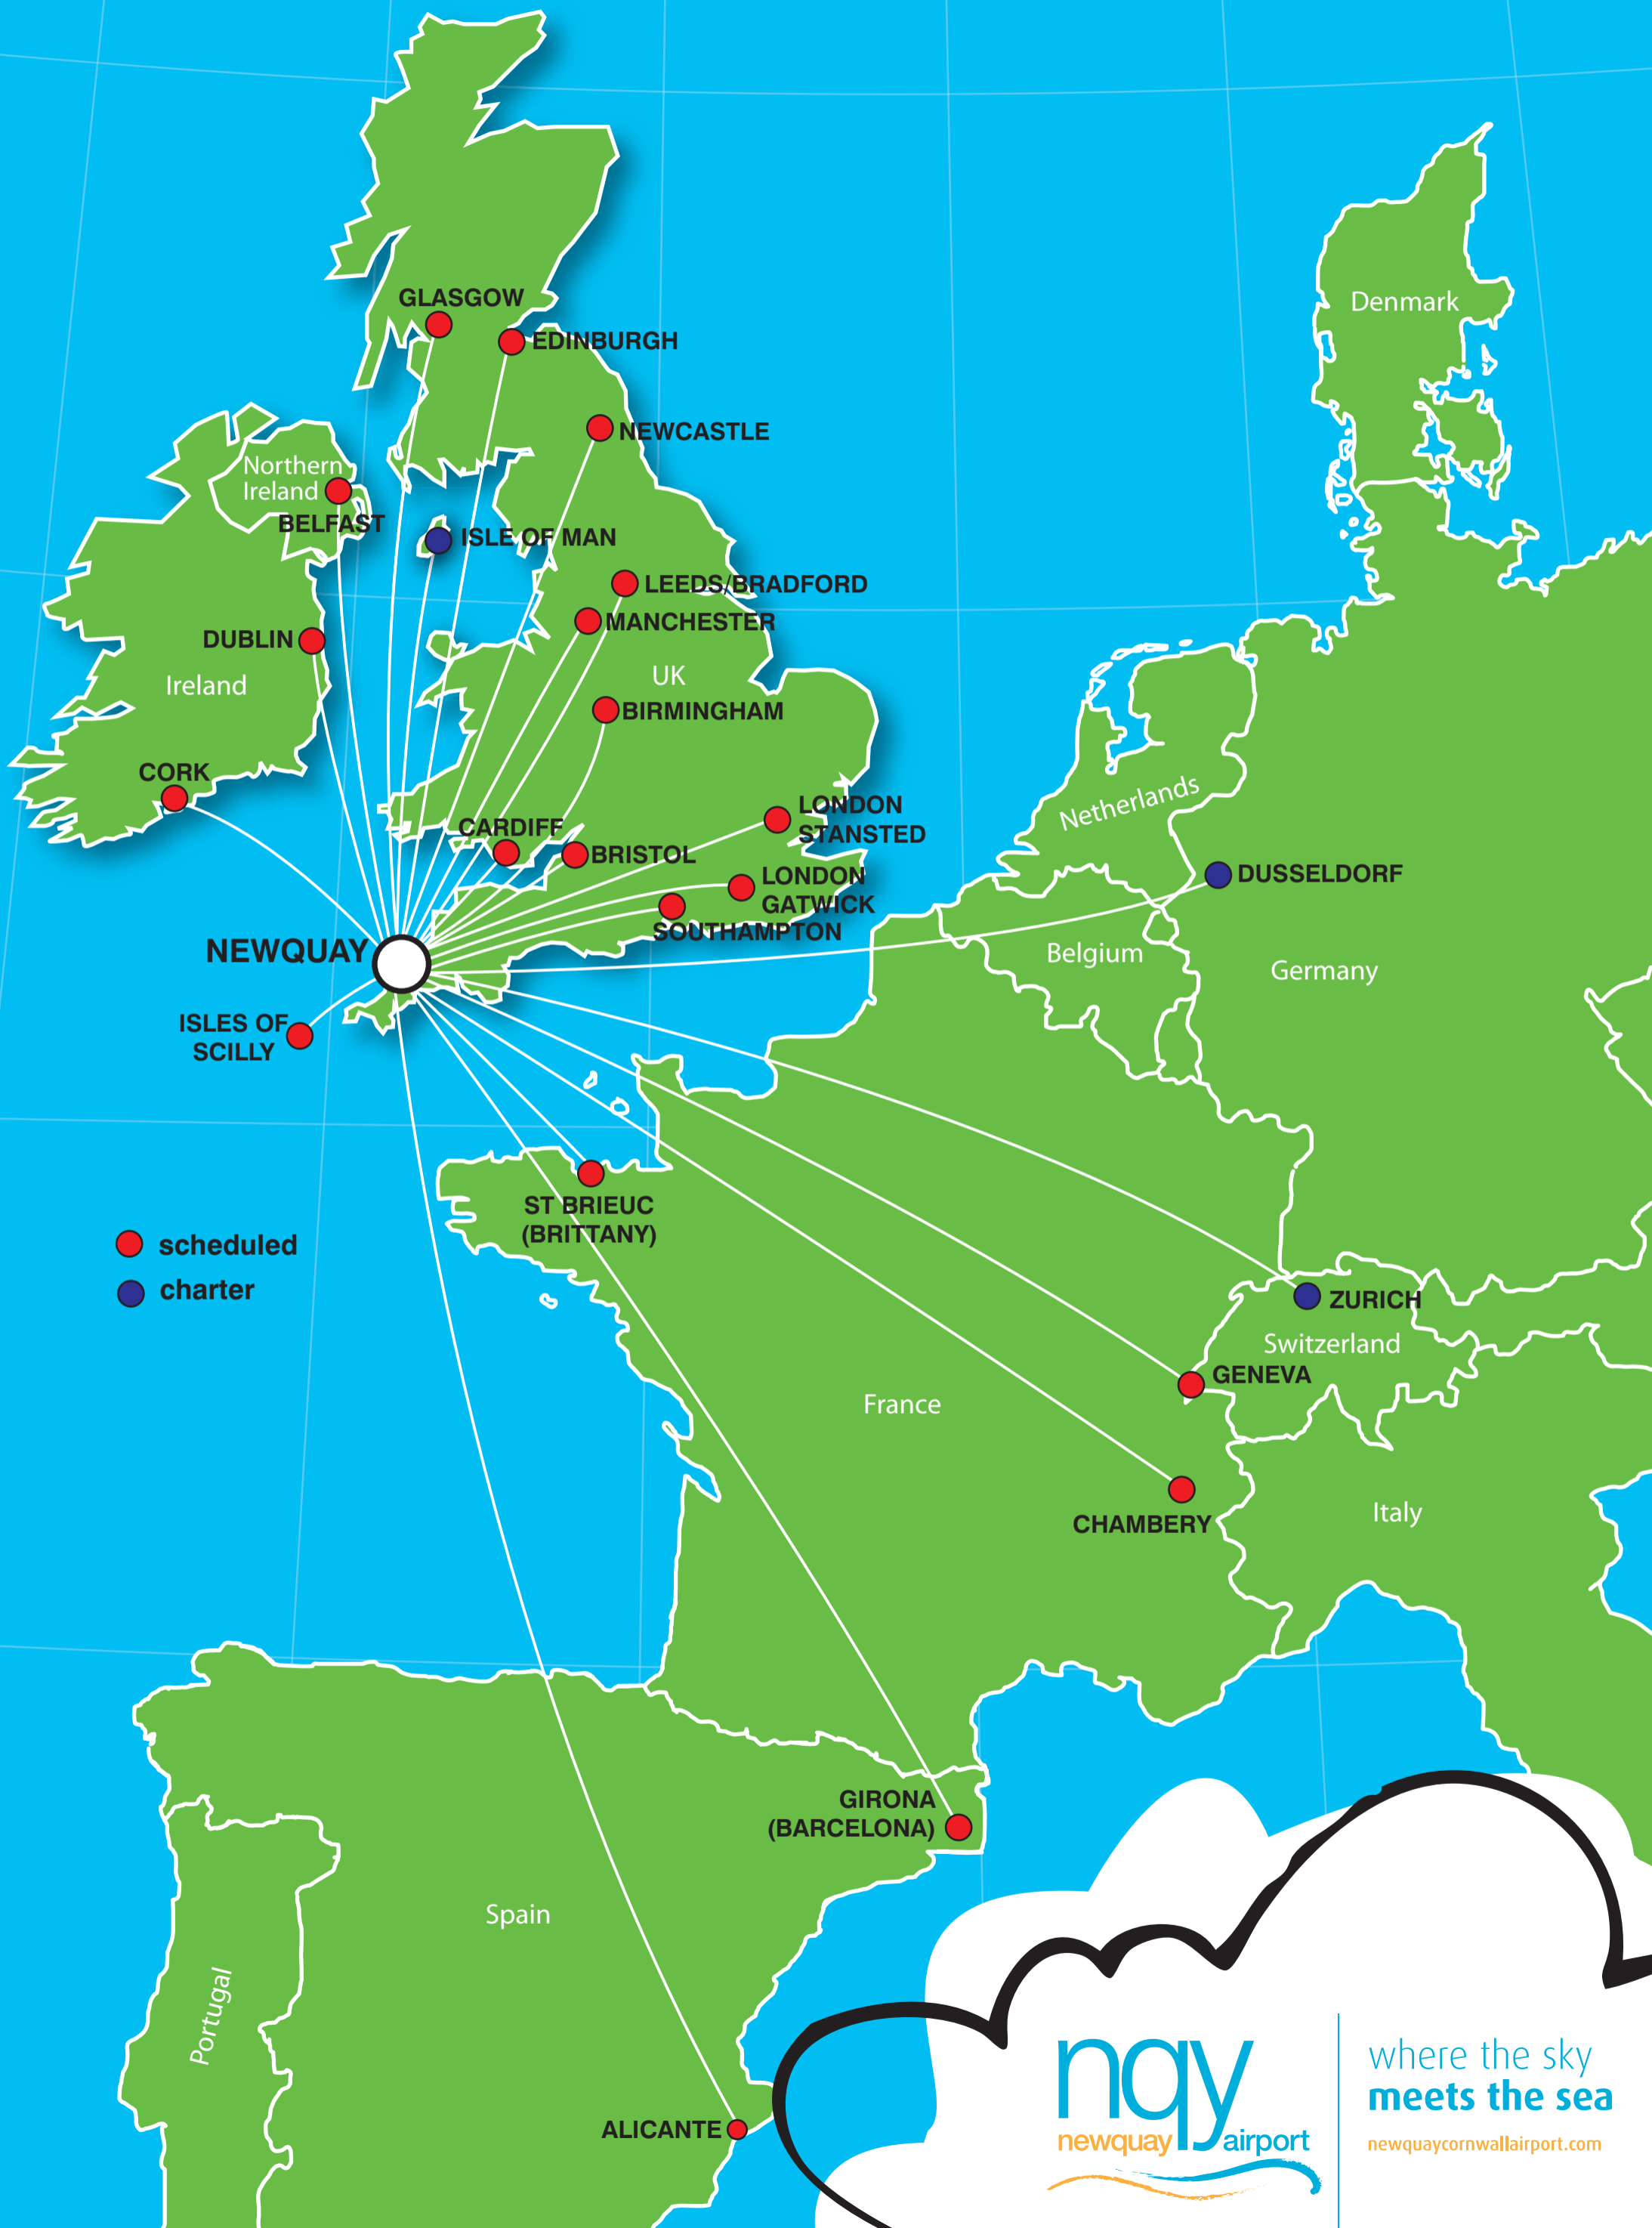 GLASGOW
EDINBURGH
NEWCASTLE
Northern
Ireland
BELFAST
ISLE OF MAN
LEEDS/BRADFORD
MANCHESTER
DUBLIN
Ireland
UK
BIRMINGHAM
CORK
CARDIFF
BRISTOL
LONDON
STANSTED
LONDON
GATWICK
SOUTHAMPTON
NEWQUAY
ISLES OF
SCILLY
Denmark
Netherlands
DUSSELDORF
Belgium
Germany
ST BRIEUC
(BRITTANY)
scheduled
charter
ZURICH
Switzerland
GENEVA
France
CHAMBERY
Italy
GIRONA
(BARCELONA)
Spain
Portugal
ALICANTE
nqy
newquay airport
where the sky
meets the sea
newquaycornwallairport.com